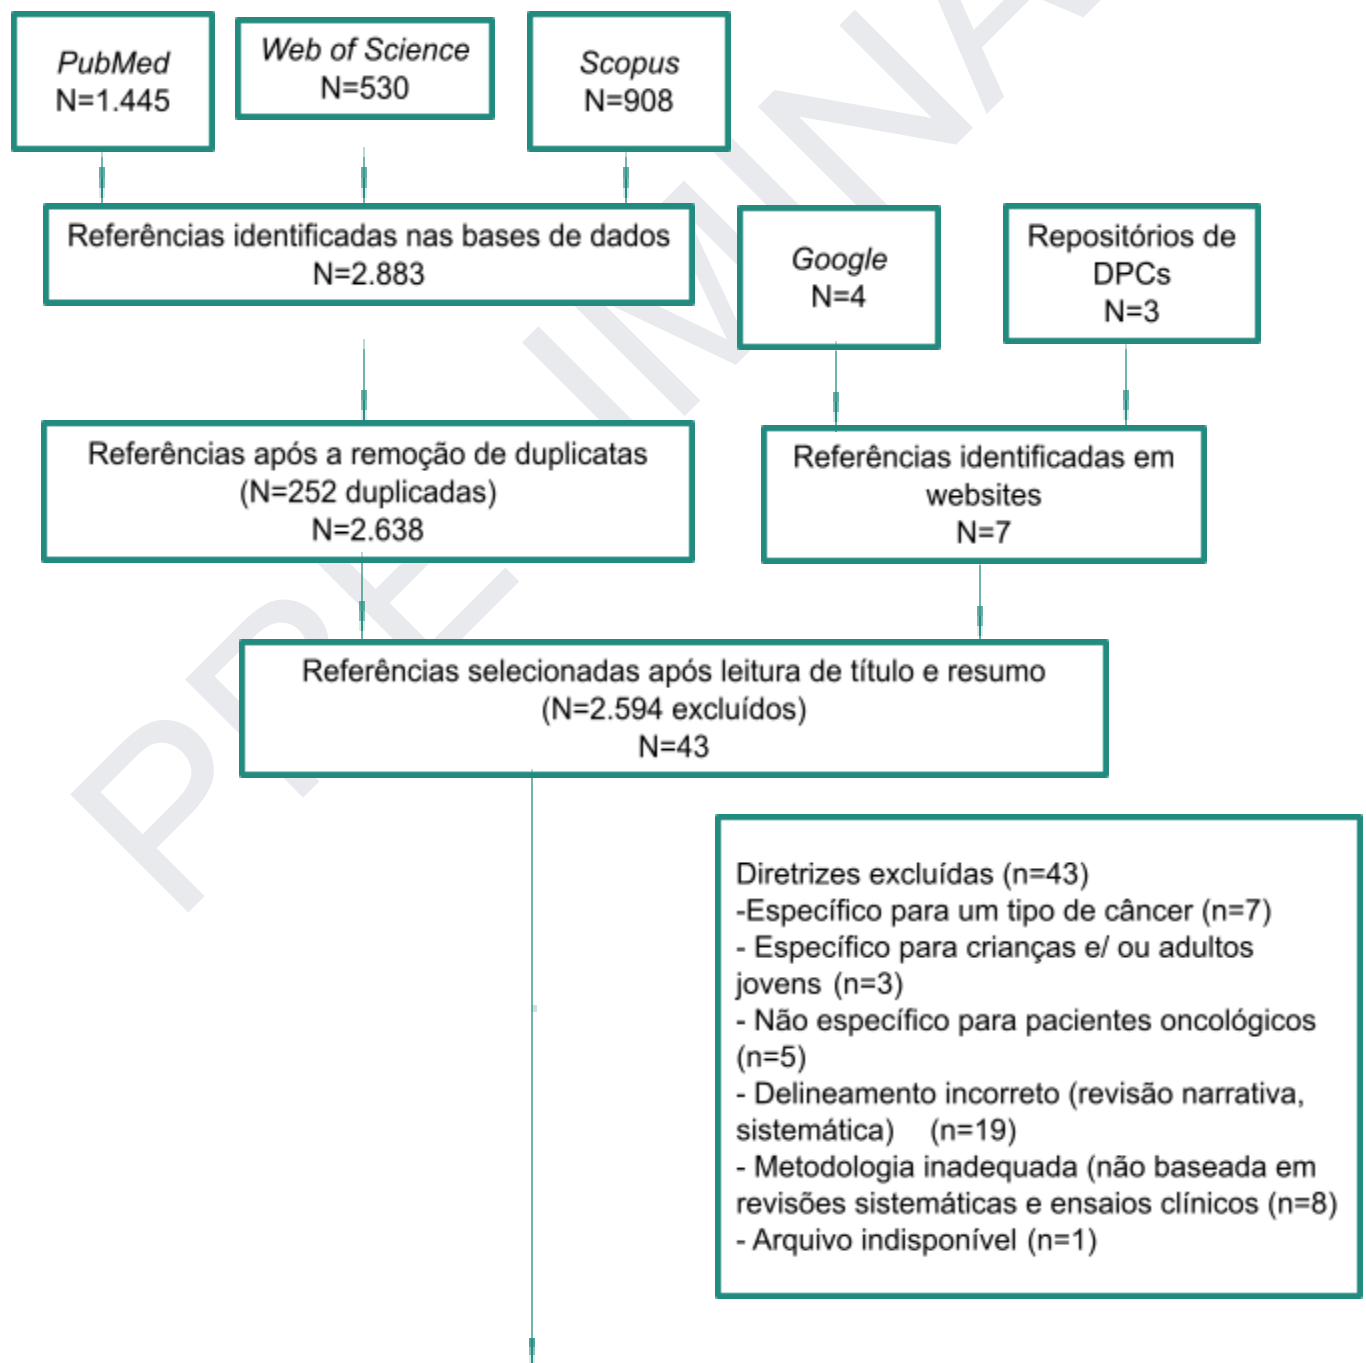 PubMed
N=1.445
Web of Science
N=530
Scopus
N=908
Referências identificadas nas bases de dados
N=2.883
Google
N=4
Repositórios de
DPCs
N=3
Referências após a remoção de duplicatas
(N=252 duplicadas)
N=2.638
Referências identificadas em
websites
N=7
Referências selecionadas após leitura de título e resumo
(N=2.594 excluídos)
N=43
Diretrizes excluídas (n=43)
-Específico para um tipo de câncer (n=7)
- Específico para crianças e/ ou adultos
jovens (n=3)
- Não específico para pacientes oncológicos
(n=5)
- Delineamento incorreto (revisão narrativa,
sistemática) (n=19)
- Metodologia inadequada (não baseada em
revisões sistemáticas e ensaios clínicos (n=8)
- Arquivo indisponível (n=1)